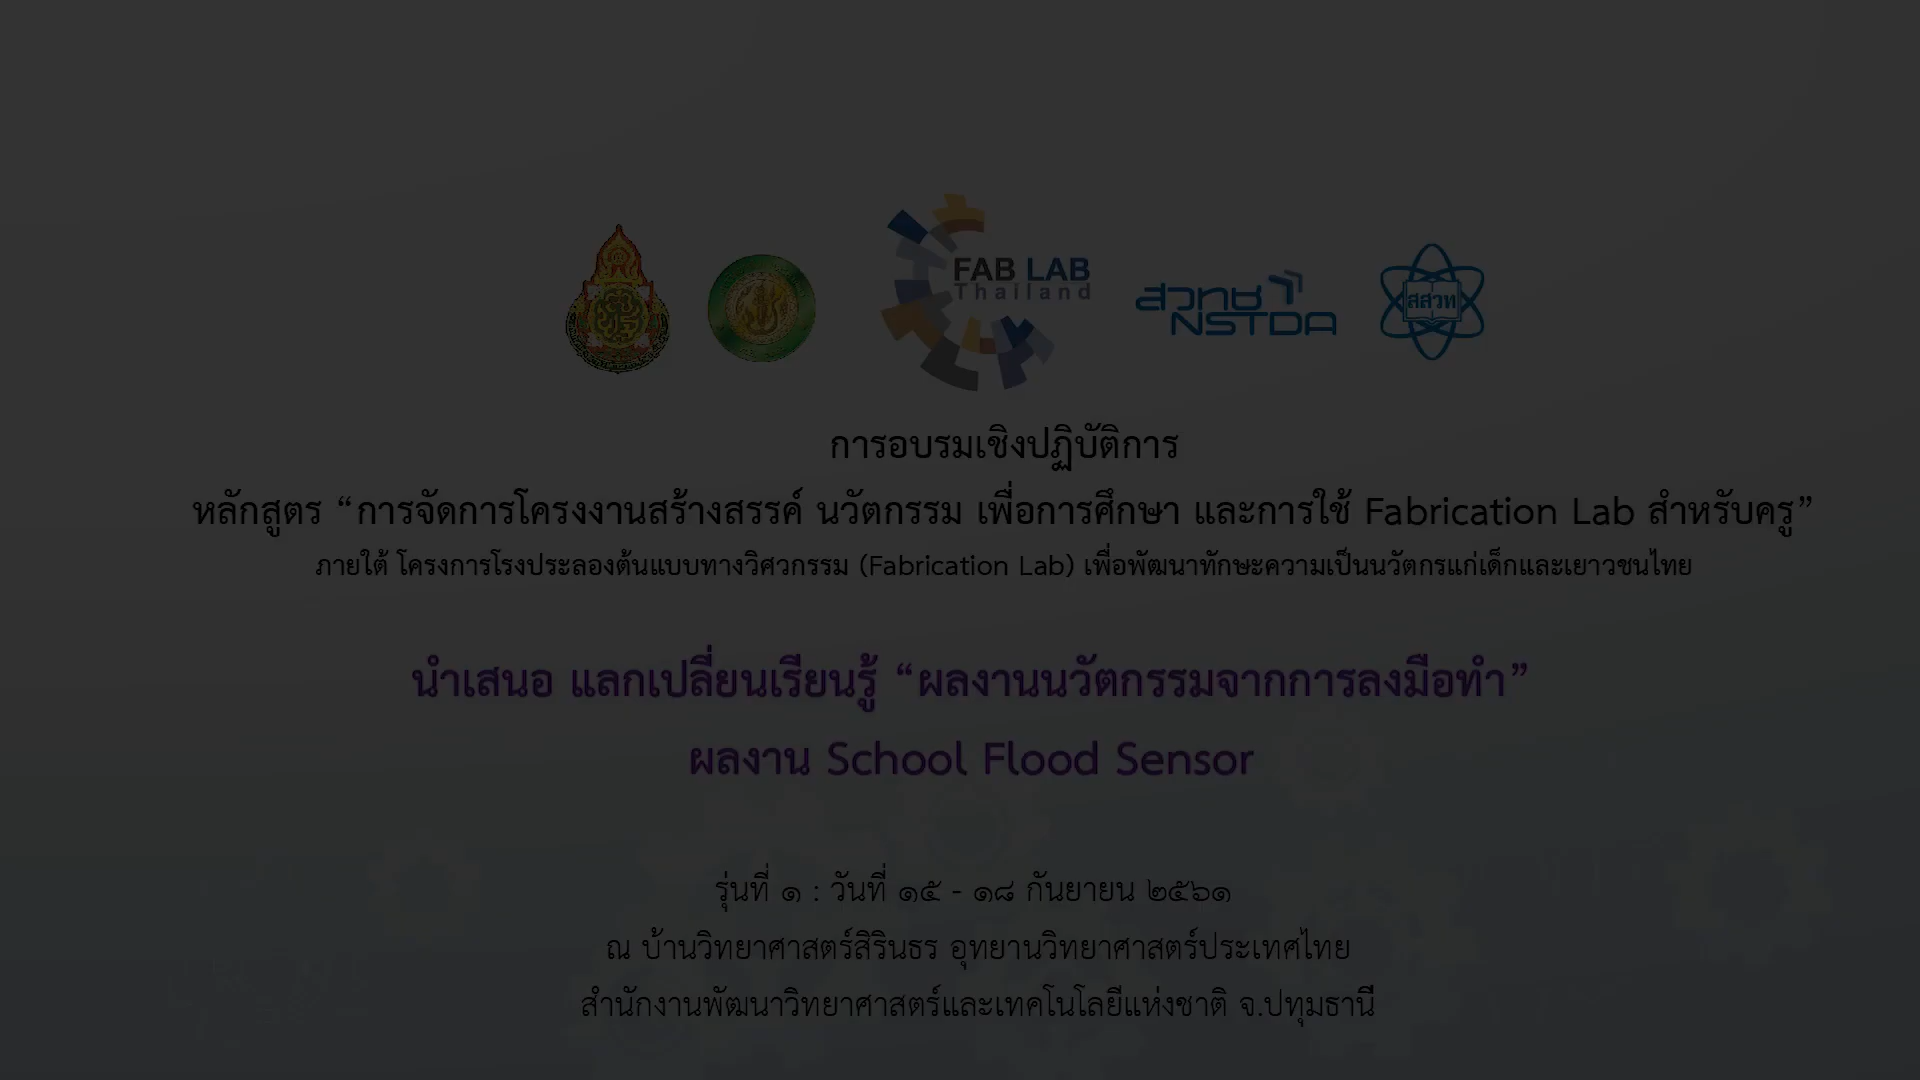 FAB LAB
Thailand
สวทช
NSTDA
สสวท
การอบรมเชิงปฏิบัติการ
หลักสูตร “การจัดการโครงงานสร้างสรรค์ นวัตกรรม เพื่อการศึกษา และการใช้ Fabrication Lab สำหรับครู”
ภายใต้ โครงการโรงประลองต้นแบบทางวิศวกรรม (Fabrication Lab) เพื่อพัฒนาทักษะความเป็นนวัตกรแก่เด็กและเยาวชนไทย
นำเสนอ แลกเปลี่ยนเรียนรู้ “ผลงานนวัตกรรมจากการลงมือทำ”
ผลงาน School Flood Sensor
รุ่นที่ ๑ : วันที่ ๑๕ - ๑๘ กันยายน ๒๕๖๑
ณ บ้านวิทยาศาสตร์สิรินธร อุทยานวิทยาศาสตร์ประเทศไทย
สำนักงานพัฒนาวิทยาศาสตร์และเทคโนโลยีแห่งชาติ จ.ปทุมธานี